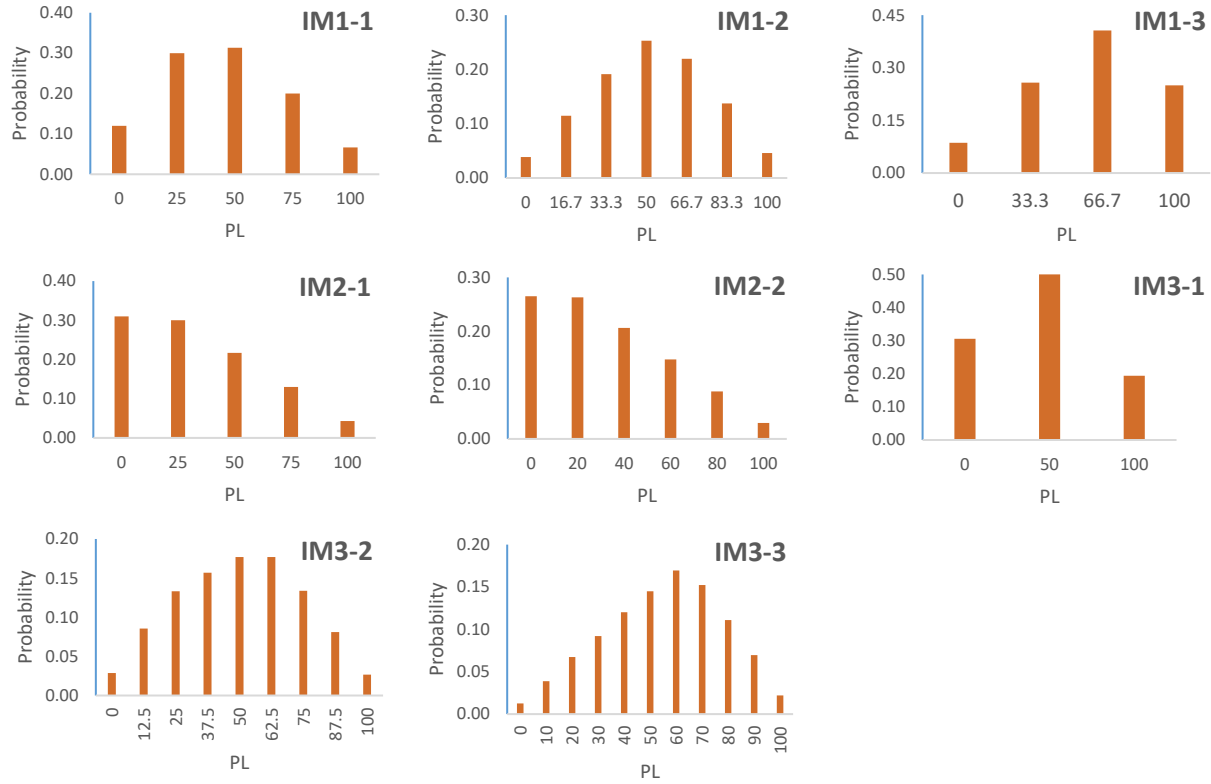 IM1-1
Probability
0.40
0.30
0.20
0.10
0.00
0 25 50 75 100
PL
IM1-2
Probability
0.30
0.20
0.10
0.00
0 16.7 33.3 50 66.7 83.3 100
PL
IM1-3
Probability
0.45
0.30
0.15
0.00
0 33.3 66.7 100
PL
IM2-1
Probability
0.40
0.30
0.20
0.10
0.00
0 25 50 75 100
PL
IM2-2
Probability
0.30
0.20
0.10
0.00
0 20 40 60 80 100
PL
IM3-1
Probability
0.50
0.40
0.30
0.20
0.10
0.00
0 50 100
PL
IM3-2
Probability
0.20
0.15
0.10
0.05
0.00
0 12.5 25 37.5 50 62.5 75 87.5 100
PL
IM3-3
Probability
0.20
0.15
0.10
0.05
0.00
0 10 20 30 40 50 60 70 80 90 100
PL